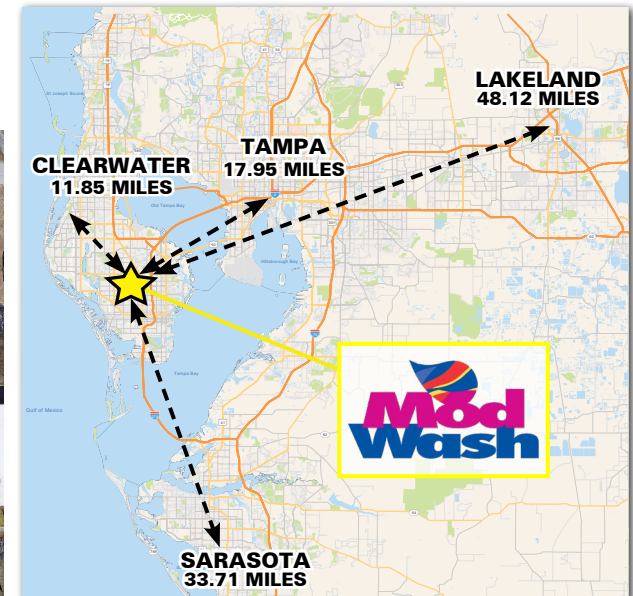 LAKELAND
48.12 MILES
TAMPA
17.95 MILES
CLEARWATER
11.85 MILES
Old Tampa Bay
Hillsborough Bay
Tampa Bay
Gulf of Mexico
Mod
Wash
SARASOTA
33.71 MILES